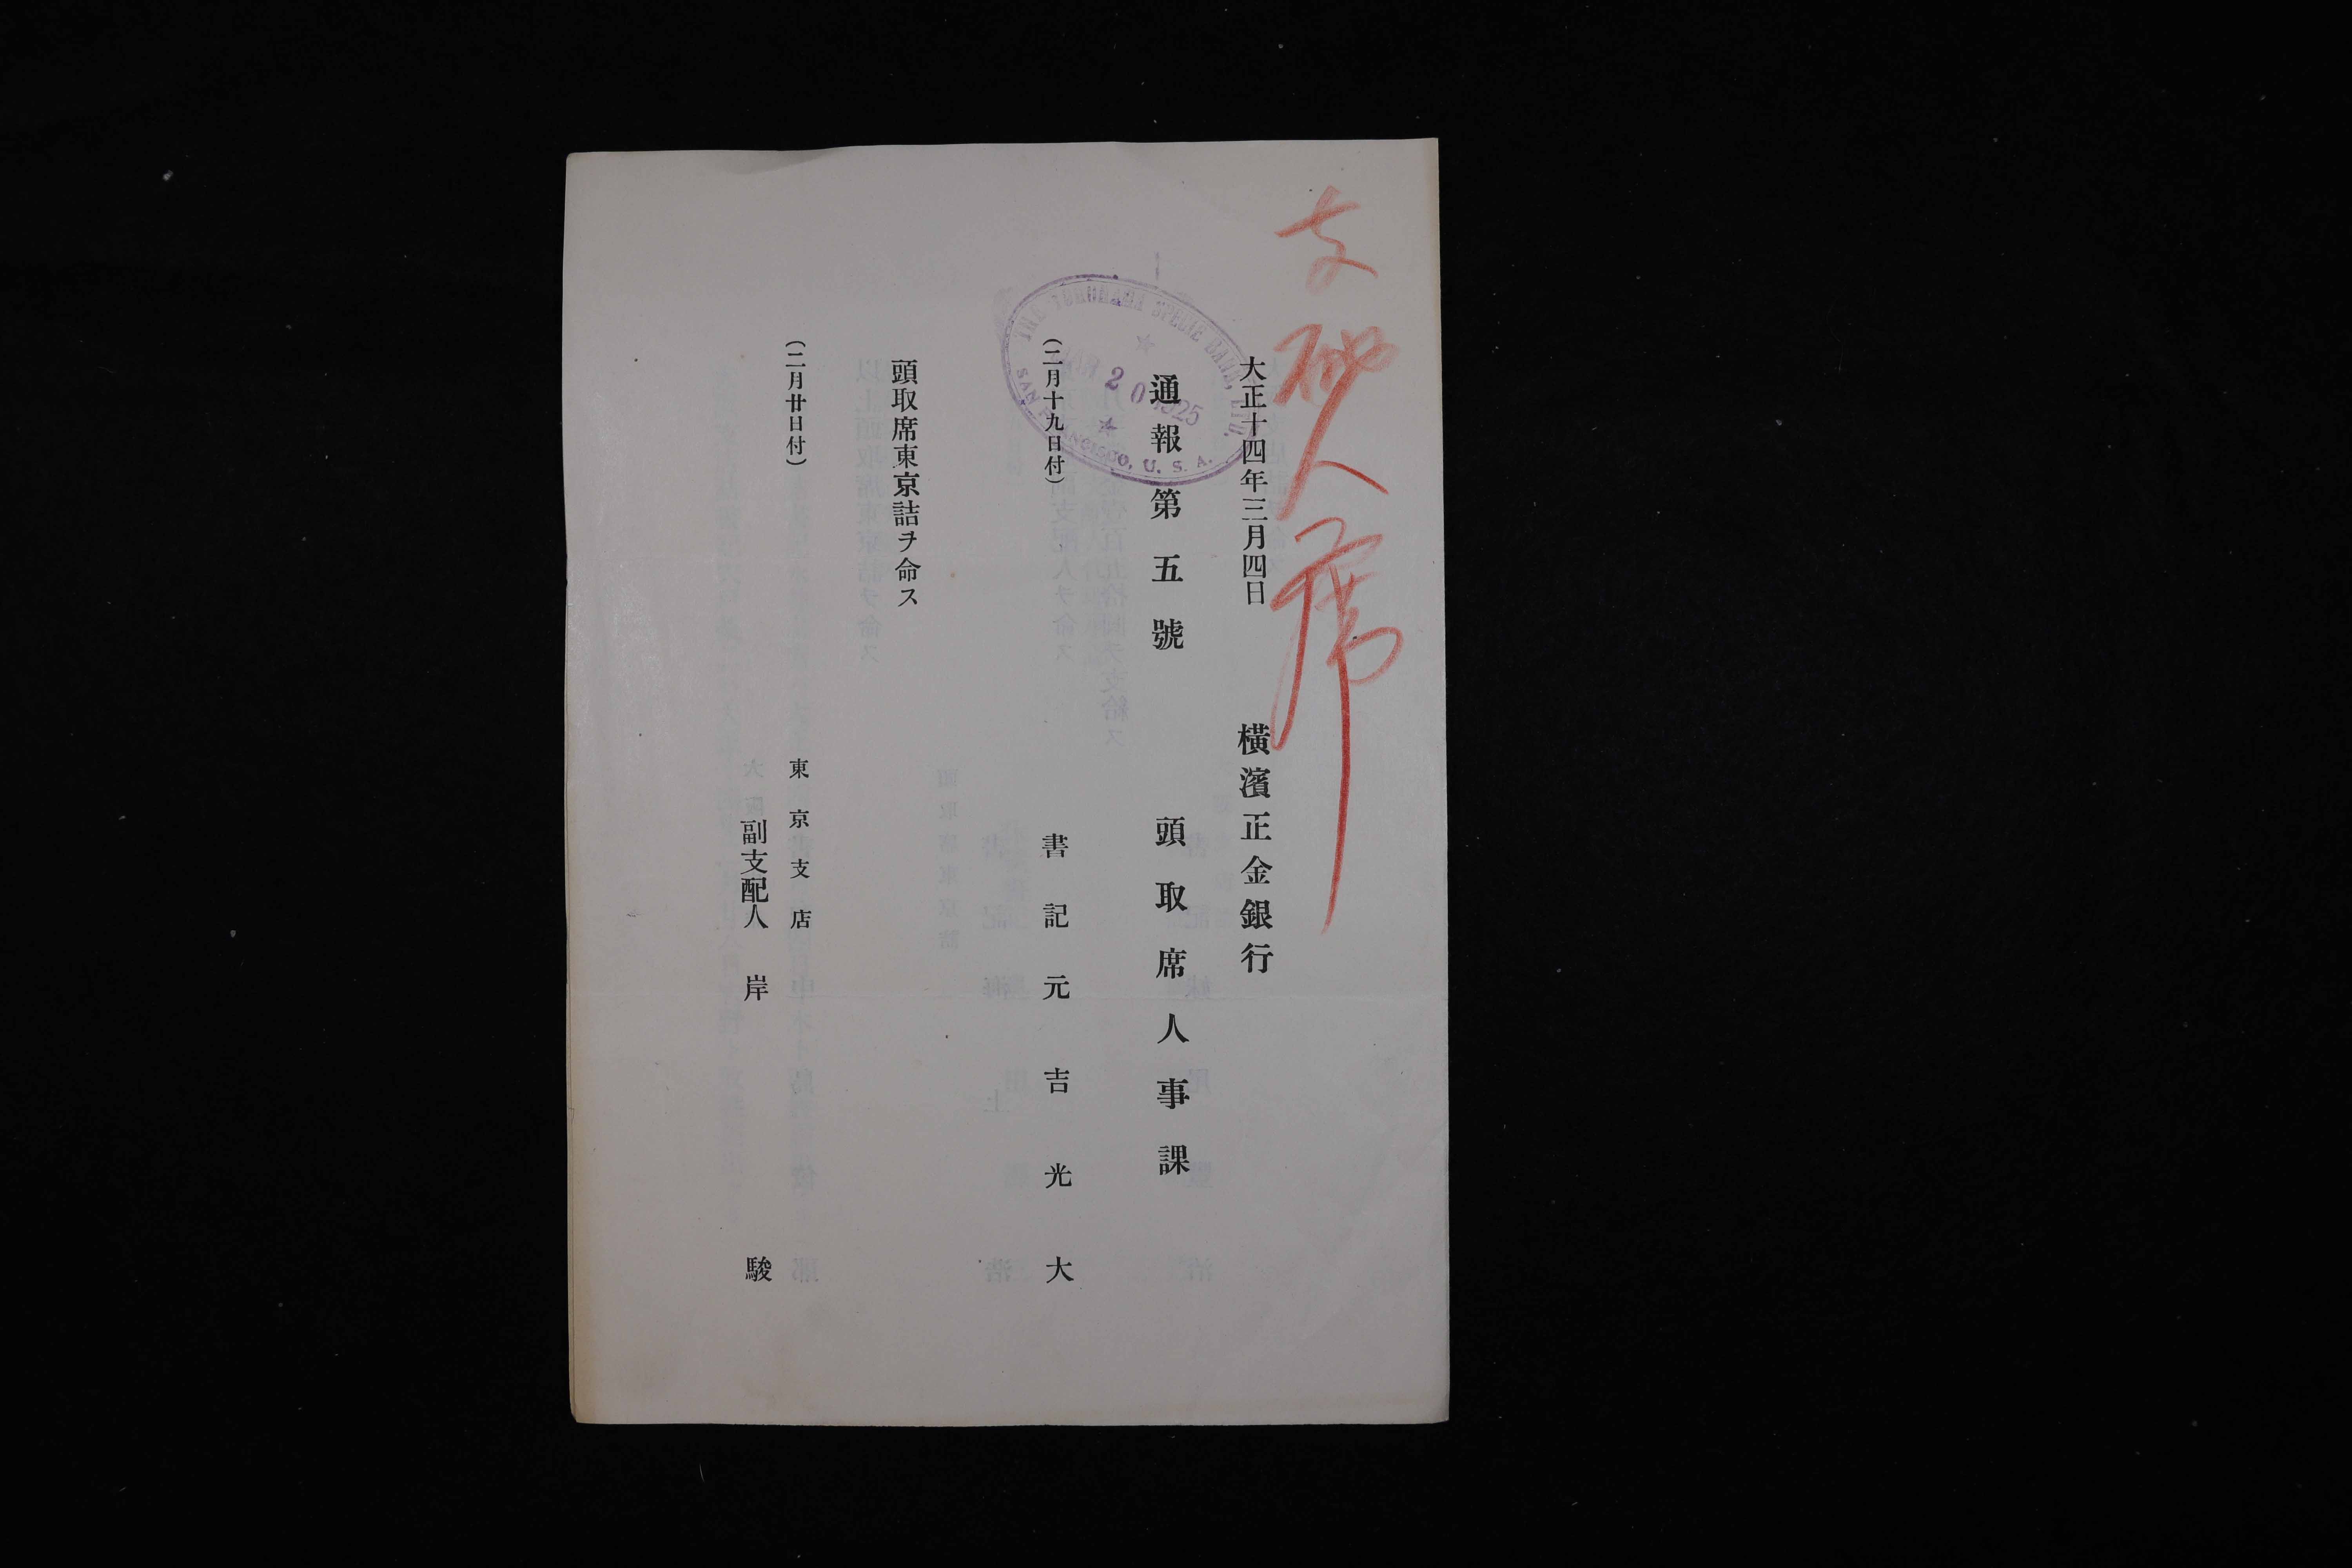 支配人席
大正十四年三月四日 橫濱正金銀行
通報第五號 頭取席人事課
THE YOKOHAMA SPECIE BANK, LTD.
MAR 20 1925
SAN FRANCISCO, U. S. A.
(二月十九日付) 書記 元吉光大
頭取席東京詰ヲ命ス
(二月廿日付) 東京支店
副支配人 岸駿